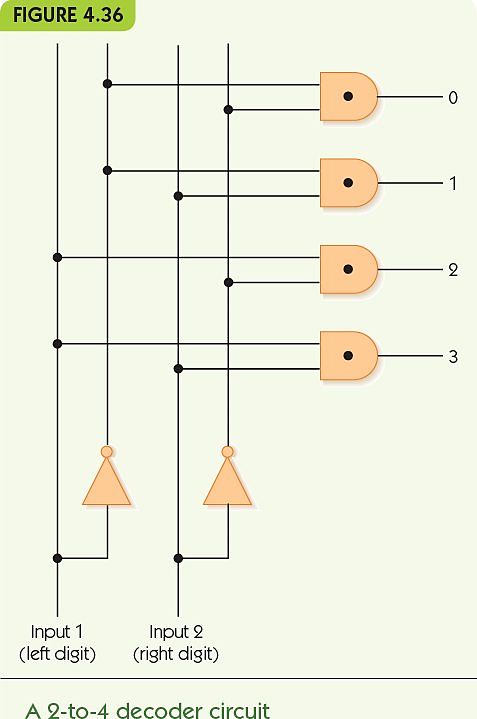 FIGURE 4.36
0
1
2
3
Input 1
(left digit)
Input 2
(right digit)
A 2-to-4 decoder circuit